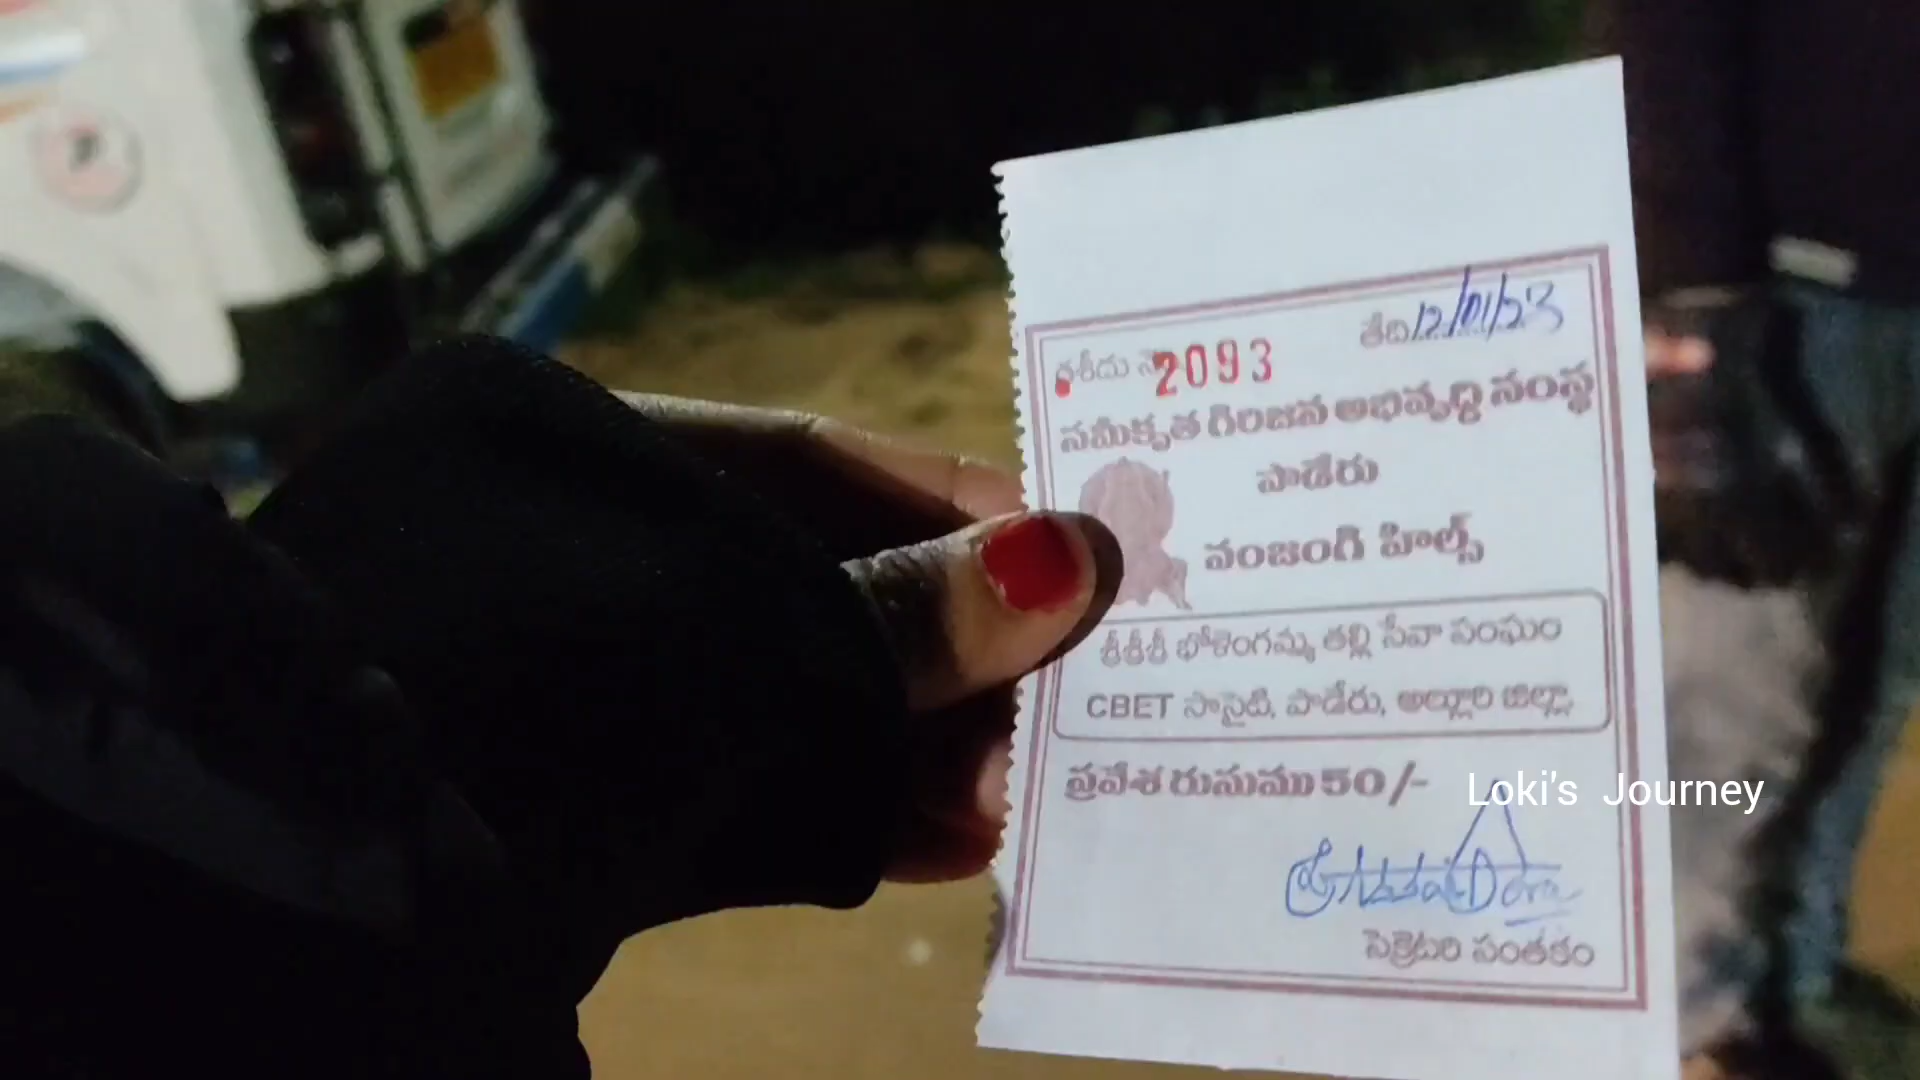 రశీదు నెం 2093 తేది 12/01/23
సమీకృత గిరిజన అభివృద్ధి సంస్థ
పాడేరు
వంజంగి హిల్స్
శ్రీశ్రీశ్రీ భోళింగమ్మ తల్లి సేవా సంఘం
CBET సొసైటి, పాడేరు, అల్లూరి జిల్లా
ప్రవేశ రుసుము 50/-
Loki's Journey
సెక్రెటరి సంతకం